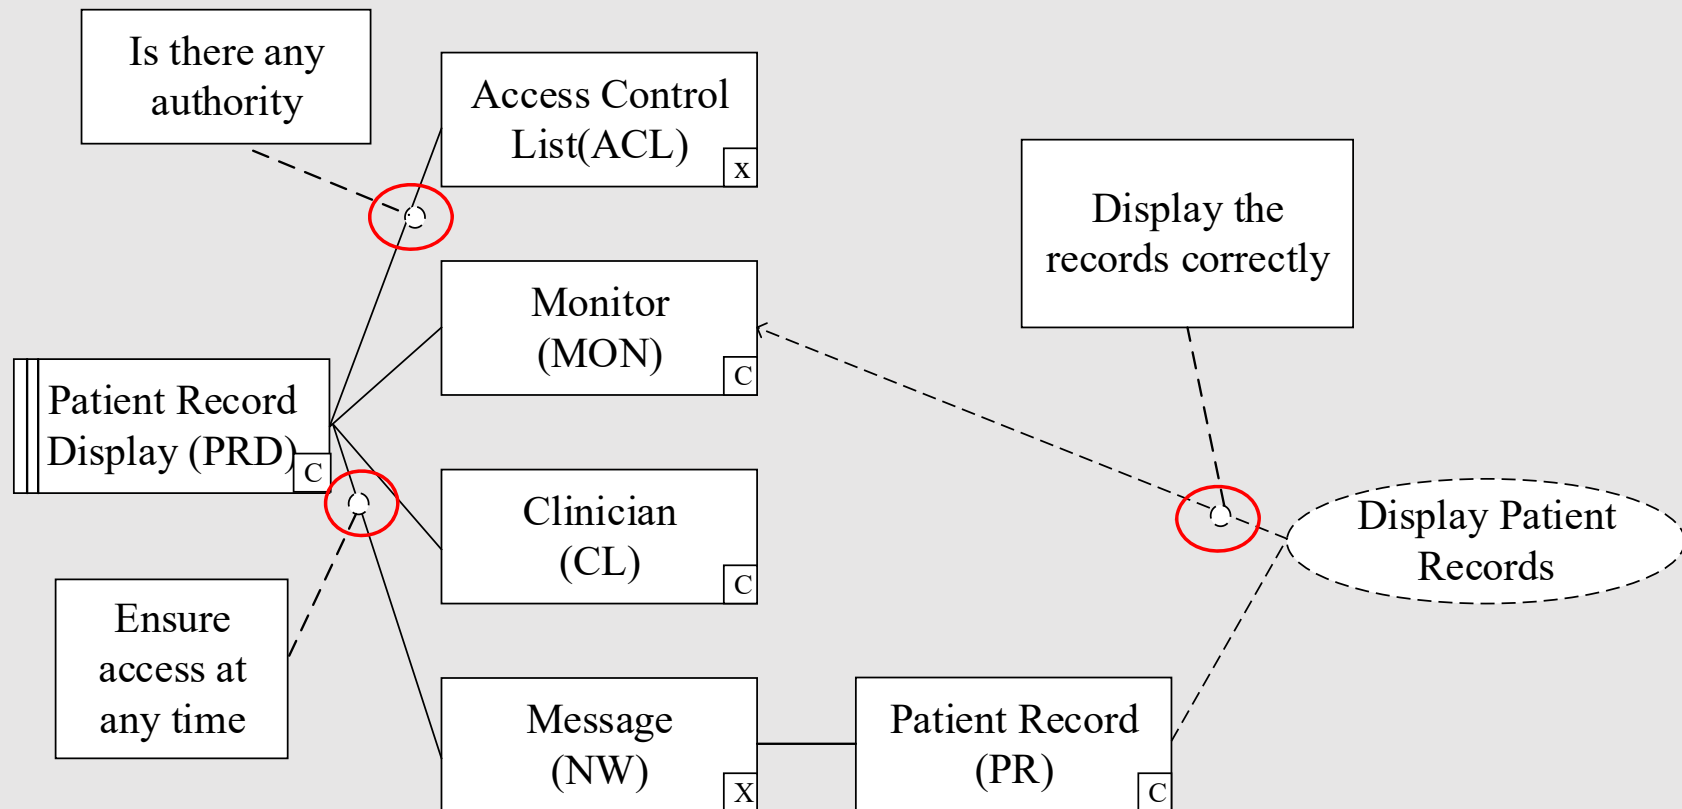 Is there any
authority
Access Control
List(ACL)
x
Display the
records correctly
Monitor
(MON)
C
Patient Record
Display (PRD)
C
Clinician
(CL)
C
Display Patient
Records
Ensure
access at
any time
Message
(NW)
X
Patient Record
(PR)
C